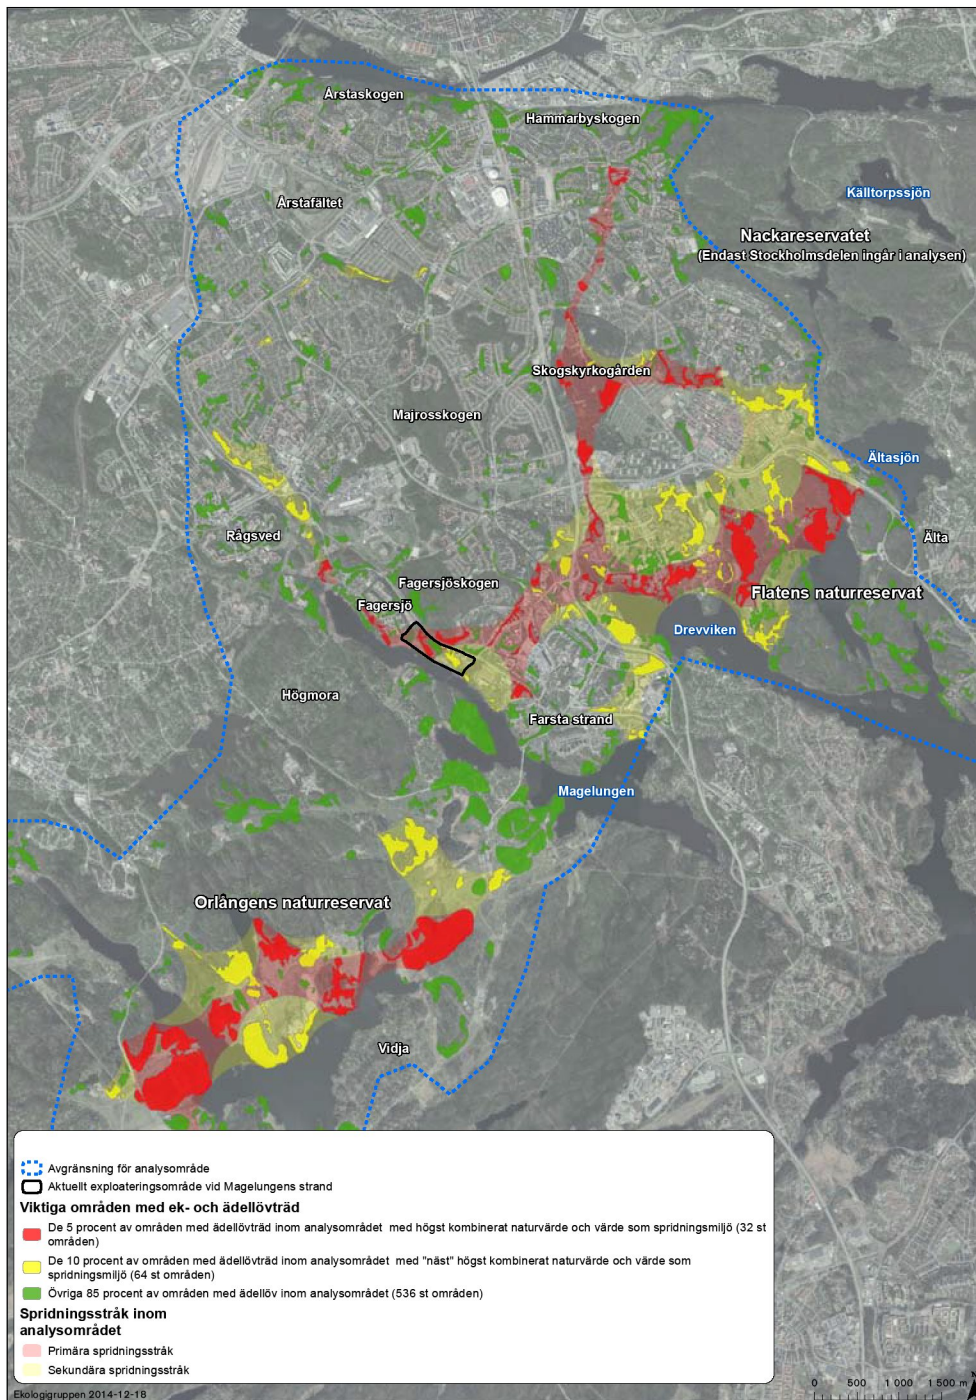 Årstaskogen
Hammarbyskogen
Källtorpssjön
Årstafältet
Nackareservatet
(Endast Stockholmsdelen ingår i analysen)
Skogskyrkogården
Majrosskogen
Ältasjön
Rågsved
Älta
Fagersjöskogen
Flatens naturreservat
Fagersjö
Drevviken
Högmora
Farsta strand
Magelungen
Orlångens naturreservat
Vidja
Avgränsning för analysområde
Aktuellt exploateringsområde vid Magelungens strand
Viktiga områden med ek- och ädellövträd
De 5 procent av områden med ädellövträd inom analysområdet med högst kombinerat naturvärde och värde som spridningsmiljö (32 st
områden)
De 10 procent av områden med ädellövträd inom analysområdet med "näst" högst kombinerat naturvärde och värde som
spridningsmiljö (64 st områden)
Övriga 85 procent av områden med ädellöv inom analysområdet (536 st områden)
Spridningsstråk inom
analysområdet
Primära spridningsstråk
Sekundära spridningsstråk
Ekologigruppen 2014-12-18
0 500 1 000 1 500 m